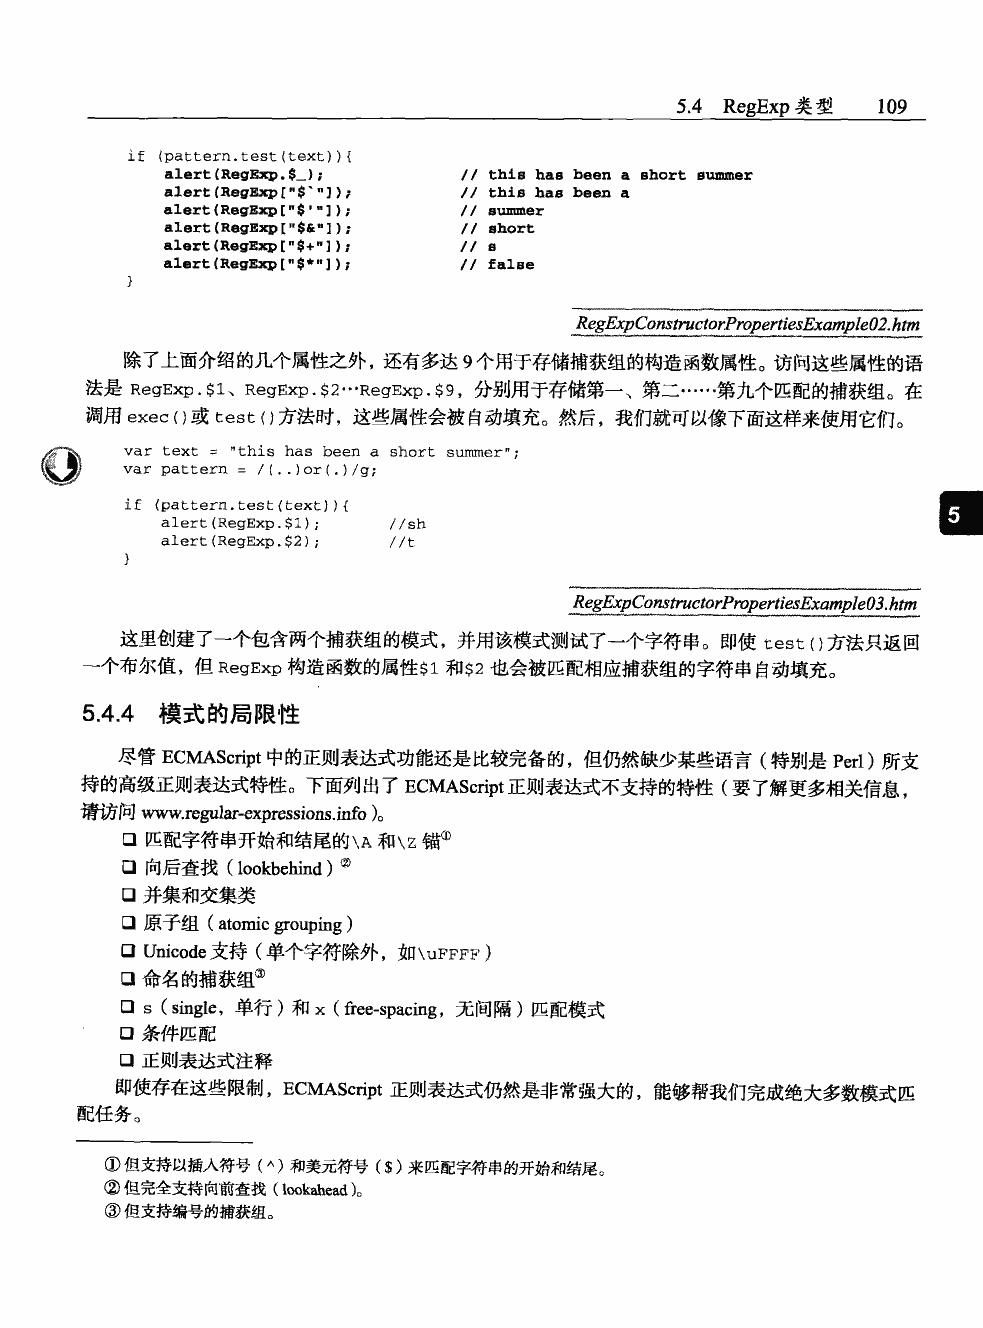 5.4 RegExp 类型 109
if (pattern.test(text)){
alert(RegExp.$_); // this has been a short summer
alert(RegExp["$`"]); // this has been a
alert(RegExp["$'"]); // summer
alert(RegExp["$&"]); // short
alert(RegExp["$+"]); // s
alert(RegExp["$*"]); // false
}
RegExpConstructorPropertiesExample02.htm
除了上面介绍的几个属性之外，还有多达 9 个用于存储捕获组的构造函数属性。访问这些属性的语
法是 RegExp.$1、RegExp.$2…RegExp.$9，分别用于存储第一、第二……第九个匹配的捕获组。在
调用 exec()或 test()方法时，这些属性会被自动填充。然后，我们就可以像下面这样来使用它们。
var text = "this has been a short summer";
var pattern = /(..)or(.)/g;
if (pattern.test(text)){
alert(RegExp.$1); //sh
alert(RegExp.$2); //t
}
5
RegExpConstructorPropertiesExample03.htm
这里创建了一个包含两个捕获组的模式，并用该模式测试了一个字符串。即使 test()方法只返回
一个布尔值，但 RegExp 构造函数的属性$1 和$2 也会被匹配相应捕获组的字符串自动填充。
5.4.4 模式的局限性
尽管 ECMAScript 中的正则表达式功能还是比较完备的，但仍然缺少某些语言（特别是 Perl）所支
持的高级正则表达式特性。下面列出了 ECMAScript 正则表达式不支持的特性（要了解更多相关信息，
请访问 www.regular-expressions.info）。
❑ 匹配字符串开始和结尾的\A 和\Z 锚①
❑ 向后查找（lookbehind）②
❑ 并集和交集类
❑ 原子组（atomic grouping）
❑ Unicode 支持（单个字符除外，如\uFFFF）
❑ 命名的捕获组③
❑ s（single，单行）和 x（free-spacing，无间隔）匹配模式
❑ 条件匹配
❑ 正则表达式注释
即使存在这些限制，ECMAScript 正则表达式仍然是非常强大的，能够帮我们完成绝大多数模式匹
配任务。
① 但支持以插入符号（^）和美元符号（$）来匹配字符串的开始和结尾。
② 但完全支持向前查找（lookahead）。
③ 但支持编号的捕获组。